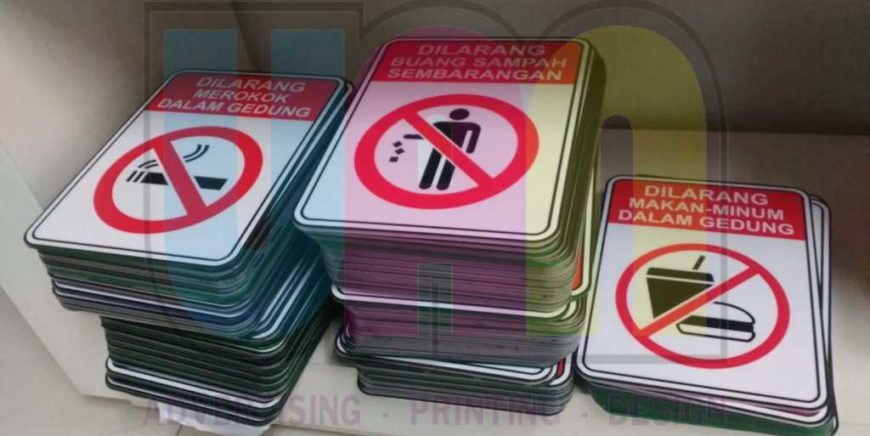 DILARANG
MEROKOK
DALAM GEDUNG
DILARANG
BUANG SAMPAH
SEMBARANGAN
DILARANG
MAKAN-MINUM
DALAM GEDUNG
ADVERTISING - PRINTING - DESIGN